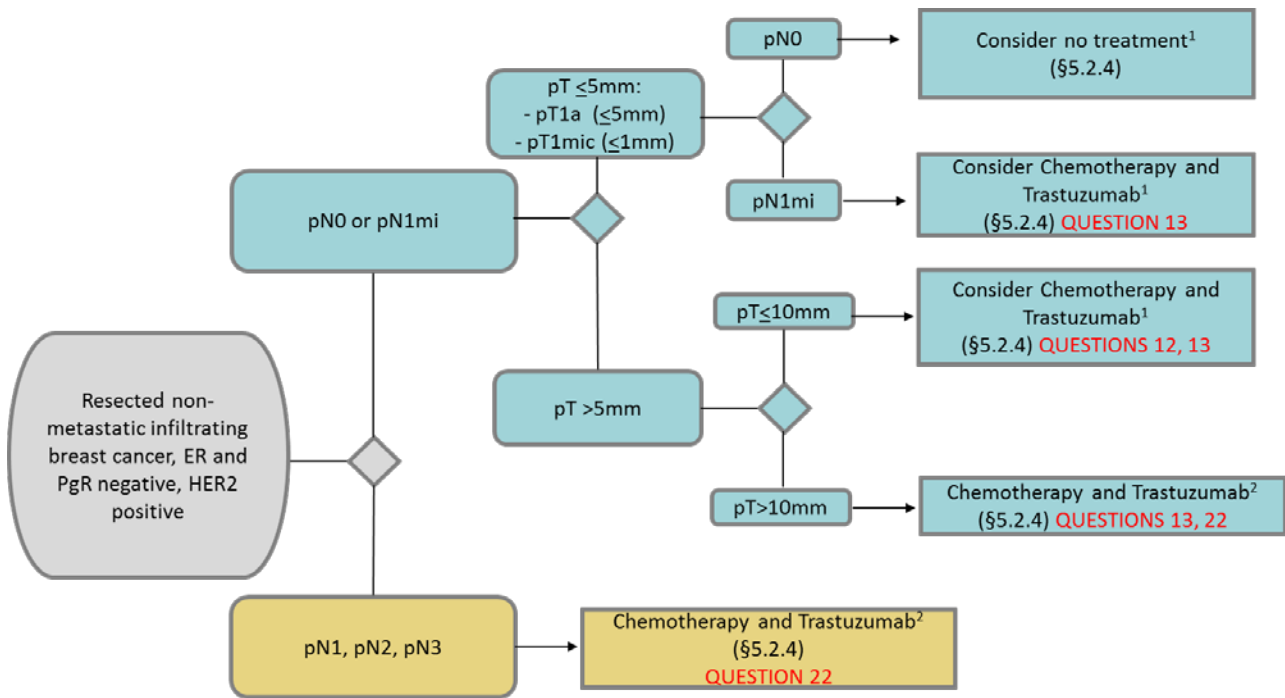 pN0
Consider no treatment¹
(§5.2.4)
pT ≤5mm:
- pT1a (≤5mm)
- pT1mic (≤1mm)
pN1mi
Consider Chemotherapy and
Trastuzumab¹
(§5.2.4) QUESTION 13
pN0 or pN1mi
pT≤10mm
Consider Chemotherapy and
Trastuzumab¹
(§5.2.4) QUESTIONS 12, 13
pT >5mm
Resected non-
metastatic infiltrating
breast cancer, ER and
PgR negative, HER2
positive
pT>10mm
Chemotherapy and Trastuzumab²
(§5.2.4) QUESTIONS 13, 22
pN1, pN2, pN3
Chemotherapy and Trastuzumab²
(§5.2.4)
QUESTION 22